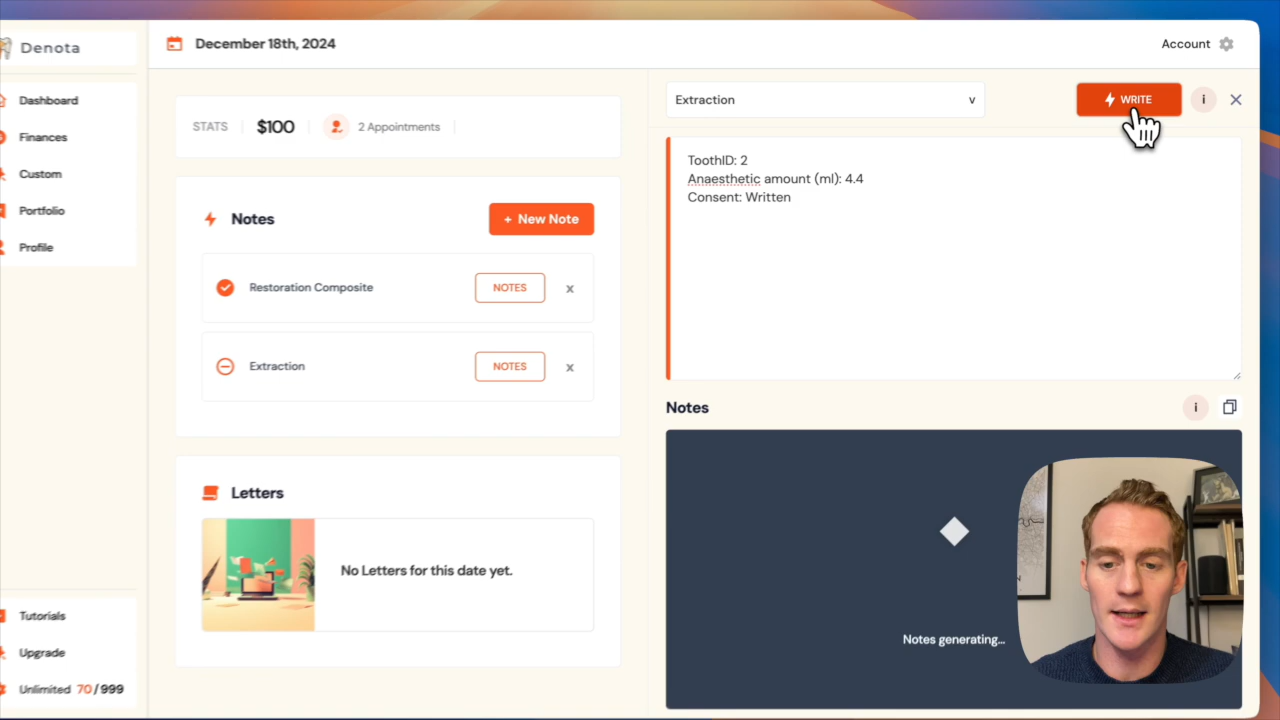 Denota
Dashboard
Finances
Custom
Portfolio
Profile
Tutorials
Upgrade
Unlimited 70/999
December 18th, 2024
Account
STATS $100 2 Appointments
Notes
+ New Note
Restoration Composite NOTES x
Extraction NOTES x
Letters
No Letters for this date yet.
Extraction v
WRITE
i
ToothID: 2
Anaesthetic amount (ml): 4.4
Consent: Written
Notes
i
Notes generating...